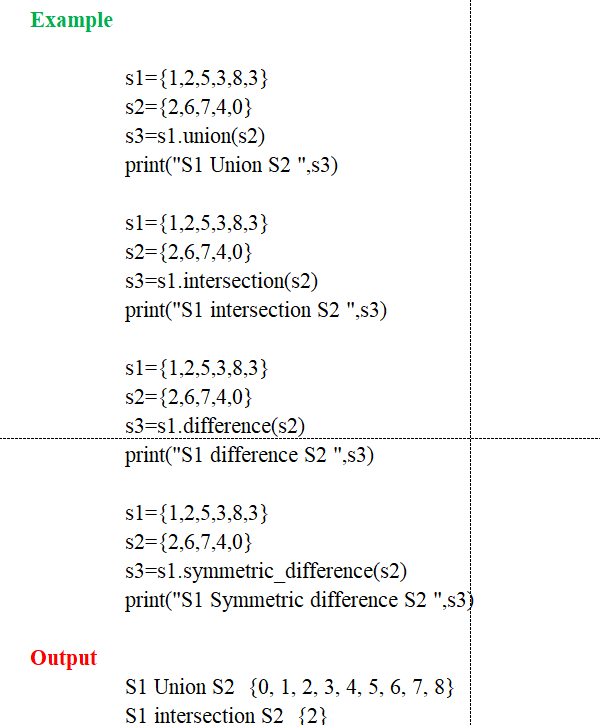 Example
s1={1,2,5,3,8,3}
s2={2,6,7,4,0}
s3=s1.union(s2)
print("S1 Union S2 ",s3)
s1={1,2,5,3,8,3}
s2={2,6,7,4,0}
s3=s1.intersection(s2)
print("S1 intersection S2 ",s3)
s1={1,2,5,3,8,3}
s2={2,6,7,4,0}
s3=s1.difference(s2)
print("S1 difference S2 ",s3)
s1={1,2,5,3,8,3}
s2={2,6,7,4,0}
s3=s1.symmetric_difference(s2)
print("S1 Symmetric difference S2 ",s3)
Output
S1 Union S2  {0, 1, 2, 3, 4, 5, 6, 7, 8}
S1 intersection S2  {2}